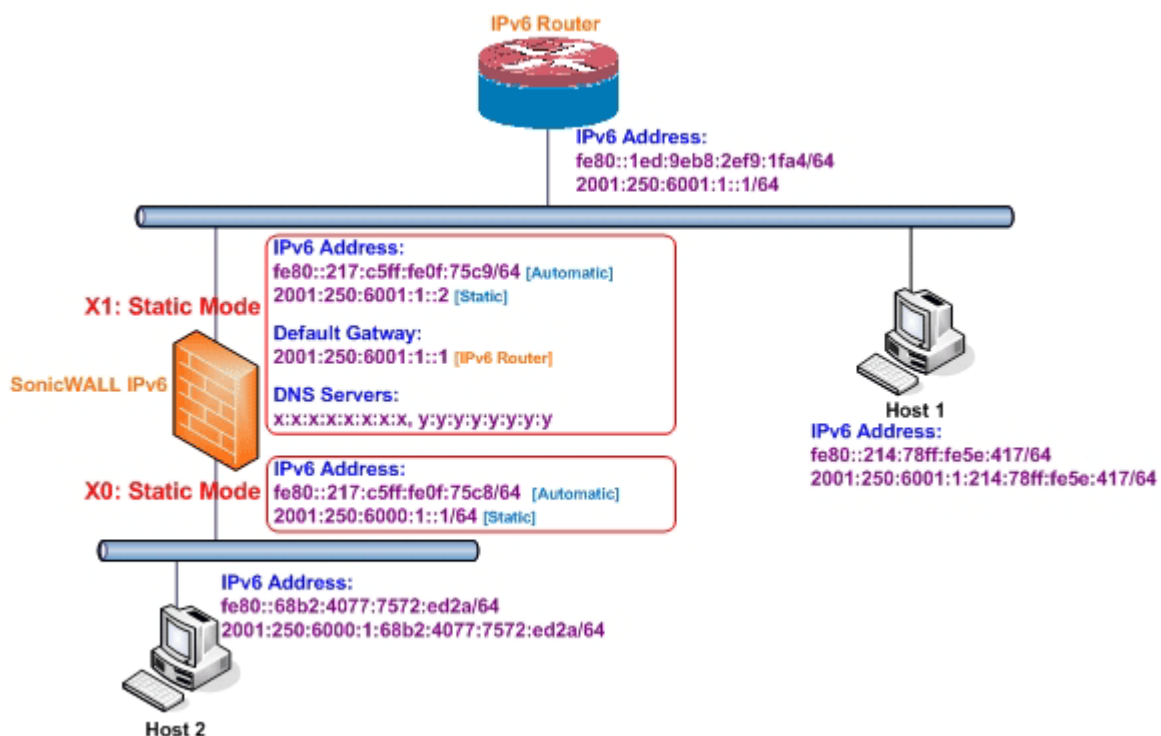 IPv6 Router
IPv6 Address:
fe80::1ed:9eb8:2ef9:1fa4/64
2001:250:6001:1::1/64
IPv6 Address:
fe80::217:c5ff:fe0f:75c9/64 [Automatic]
2001:250:6001:1::2 [Static]
X1: Static Mode
Default Gatway:
2001:250:6001:1::1 [IPv6 Router]
SonicWALL IPv6
DNS Servers:
x:x:x:x:x:x:x:x, y:y:y:y:y:y:y:y
Host 1
IPv6 Address:
fe80::214:78ff:fe5e:417/64
2001:250:6001:1:214:78ff:fe5e:417/64
IPv6 Address:
X0: Static Mode
fe80::217:c5ff:fe0f:75c8/64 [Automatic]
2001:250:6000:1::1/64 [Static]
IPv6 Address:
fe80::68b2:4077:7572:ed2a/64
2001:250:6000:1:68b2:4077:7572:ed2a/64
Host 2